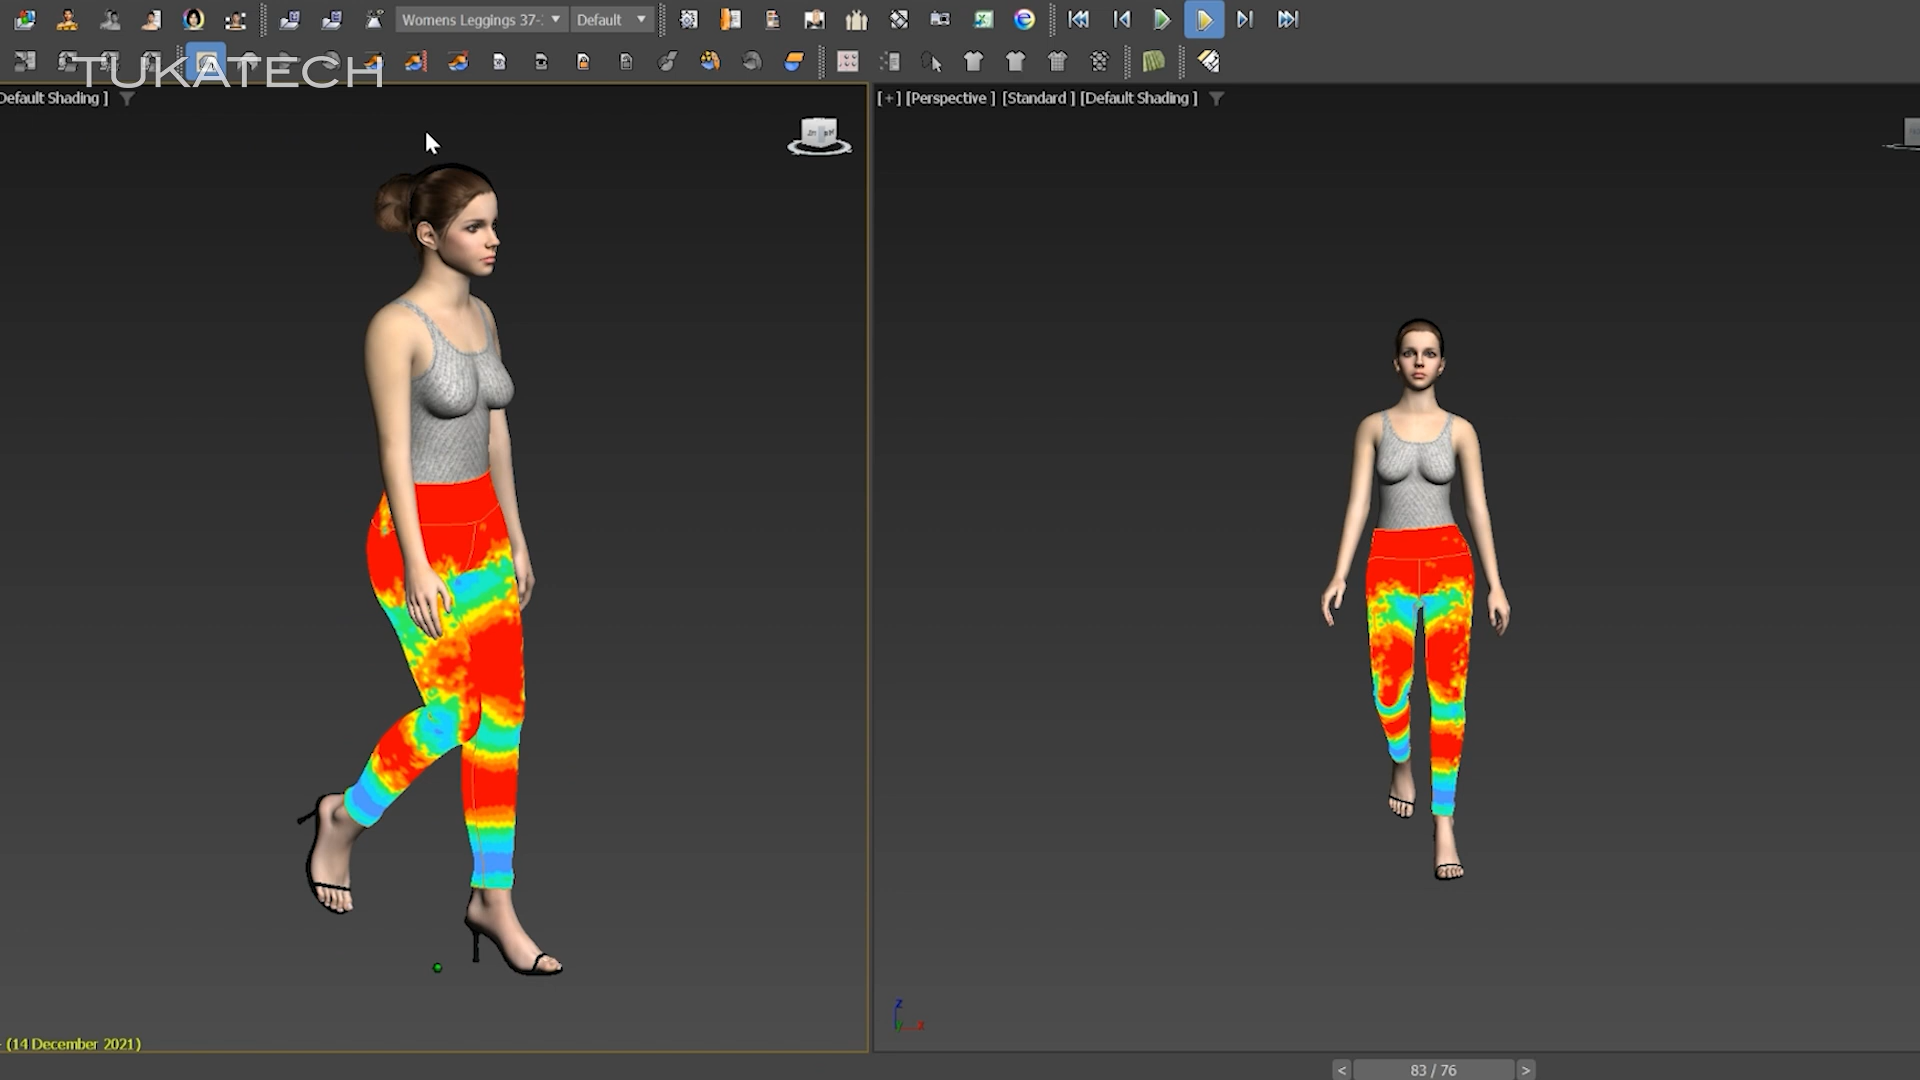 Womens Leggings 37-
Default
TUKATECH
Default Shading ]
[+] [Perspective ] [Standard ] [Default Shading ]
z
y x
- (14 December 2021)
< 83 / 76 >